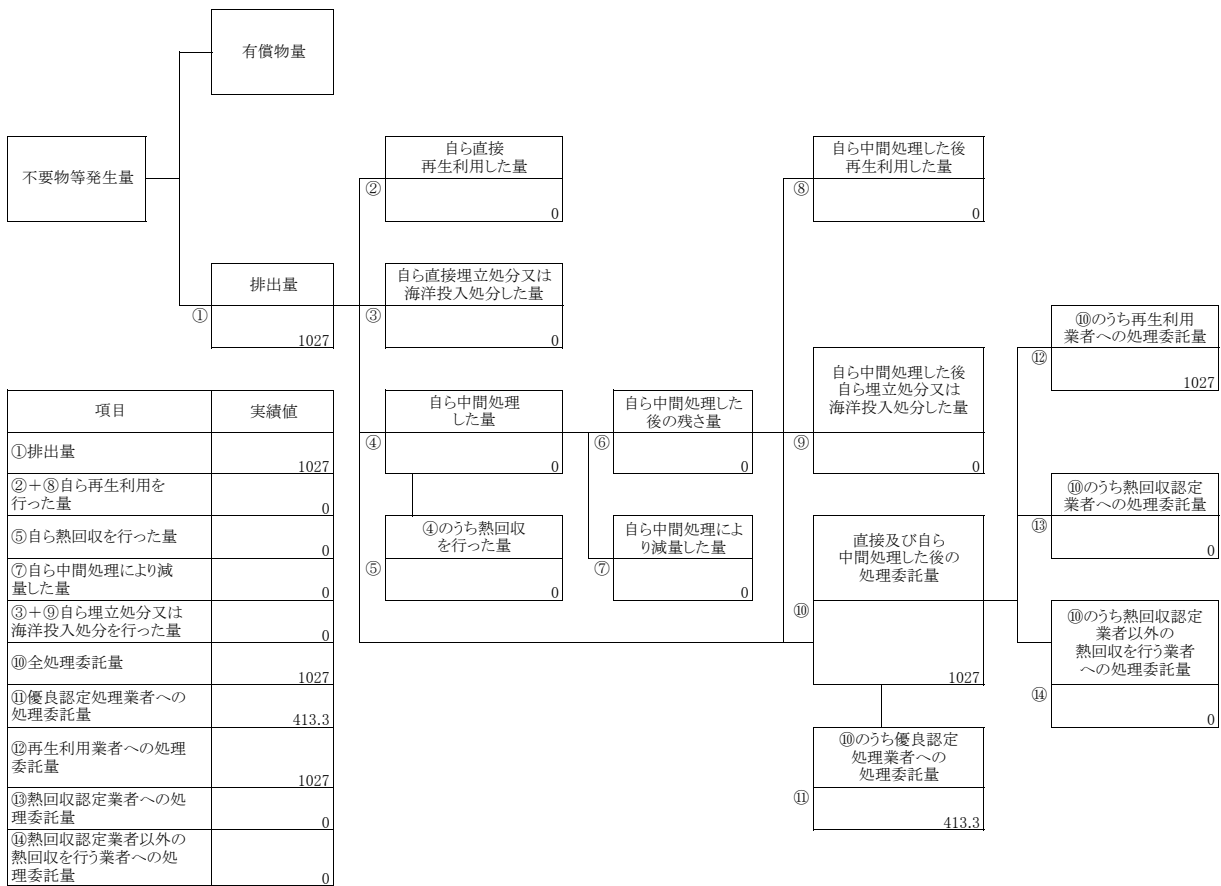 有償物量
不要物等発生量
排出量
①
1027
自ら直接
再生利用した量
②
0
自ら直接埋立処分又は
海洋投入処分した量
③
0
自ら中間処理
した量
④
0
④のうち熱回収
を行った量
⑤
0
自ら中間処理した
後の残さ量
⑥
0
自ら中間処理によ
り減量した量
⑦
0
自ら中間処理した後
再生利用した量
⑧
0
自ら中間処理した後
自ら埋立処分又は
海洋投入処分した量
⑨
0
直接及び自ら
中間処理した後の
処理委託量
⑩
1027
⑩のうち優良認定
処理業者への
処理委託量
⑪
413.3
⑩のうち再生利用
業者への処理委託量
⑫
1027
⑩のうち熱回収認定
業者への処理委託量
⑬
0
⑩のうち熱回収認定
業者以外の
熱回収を行う業者
への処理委託量
⑭
0
項目 実績値
①排出量
1027
②+⑧自ら再生利用を
行った量
0
⑤自ら熱回収を行った量
0
⑦自ら中間処理により減
量した量
0
③+⑨自ら埋立処分又は
海洋投入処分を行った量
0
⑩全処理委託量
1027
⑪優良認定処理業者への
処理委託量
413.3
⑫再生利用業者への処理
委託量
1027
⑬熱回収認定業者への処
理委託量
0
⑭熱回収認定業者以外の
熱回収を行う業者への処
理委託量
0